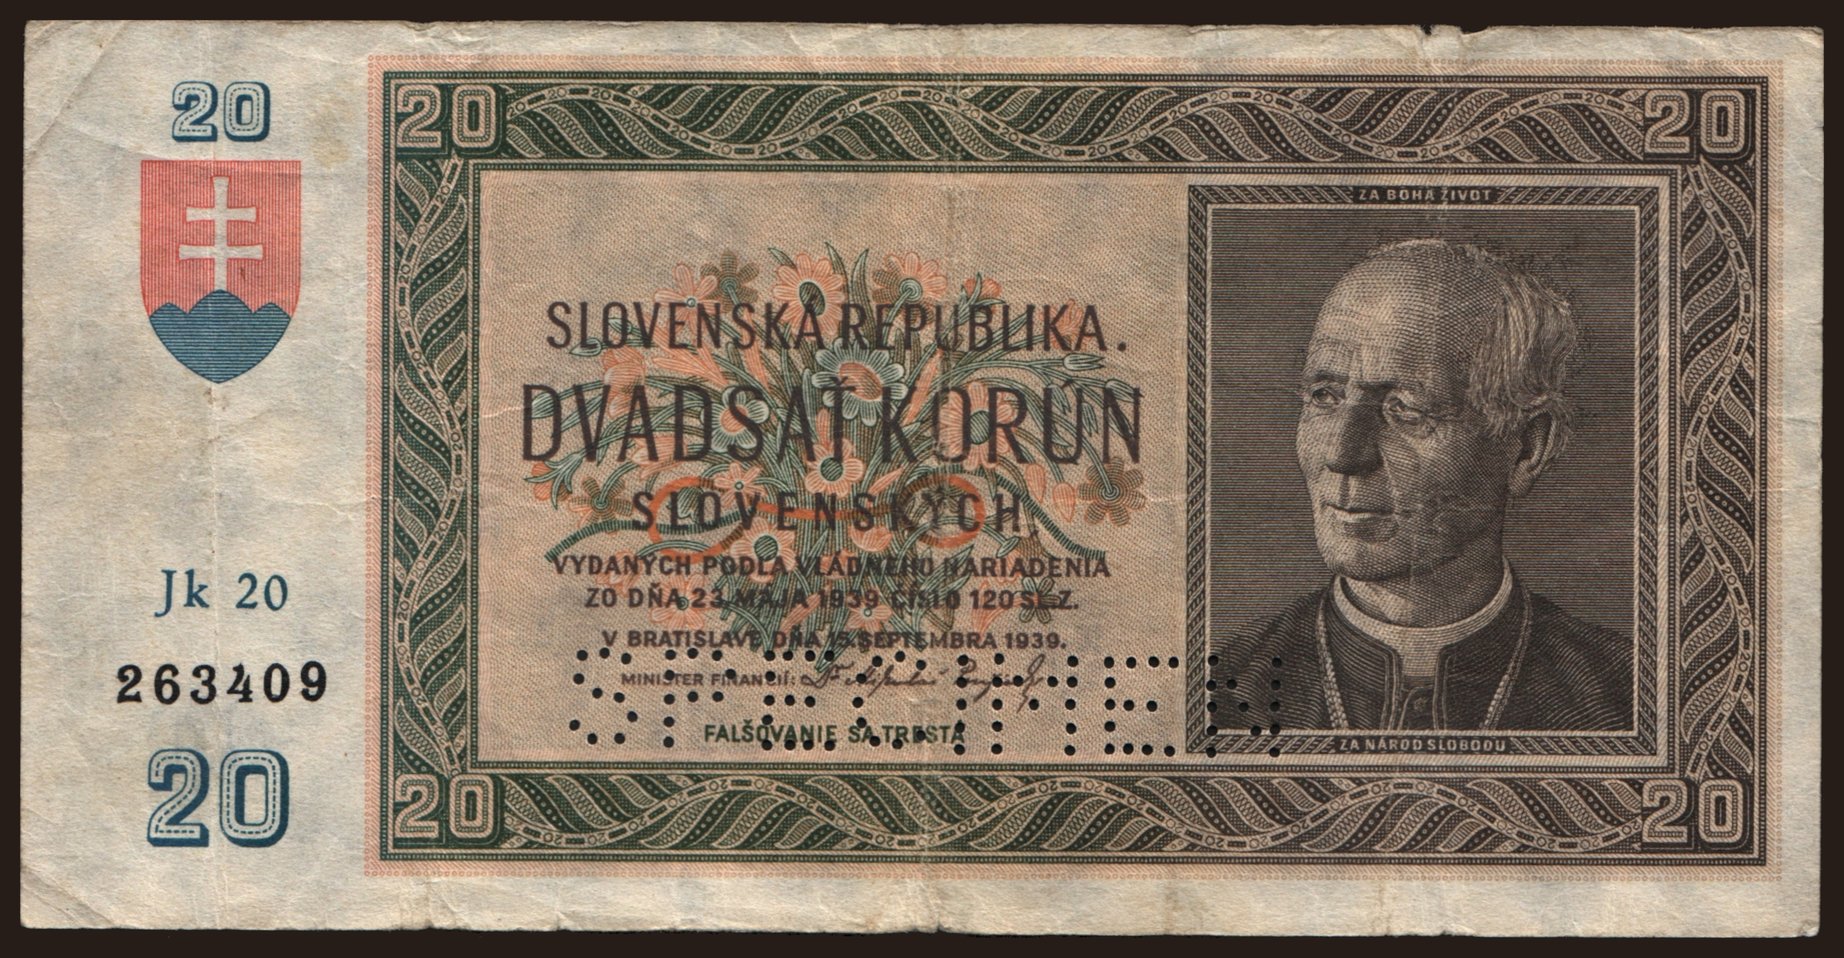 20
20
20
ZA BOHA ŽIVOT
SLOVENSKÁ REPUBLIKA.
DVADSAŤ KORÚN
SLOVENSKÝCH
VYDANÝCH PODĽA VLÁDNEHO NARIADENIA
ZO DŇA 23. MÁJA 1939 ČÍSLO 120 SL. Z.
V BRATISLAVE DŇA 15. SEPTEMBRA 1939.
MINISTER FINANCIÍ:
SPECIMEN
FALŠOVANIE SA TRESTÁ
ZA NÁROD SLOBODU
Jk 20
263409
20
20
20